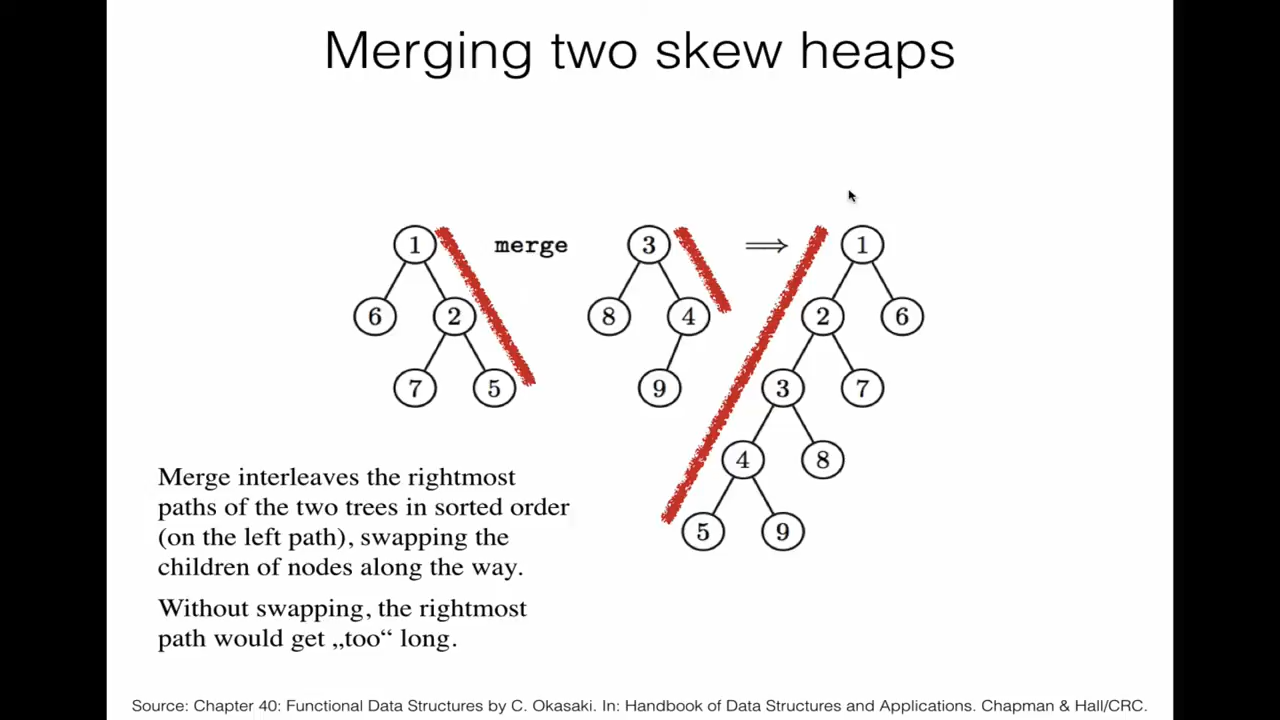 Merging two skew heaps
1 merge 3 ⟹ 1
6 2 8 4 2 6
7 5 9 3 7
4 8
5 9
Merge interleaves the rightmost
paths of the two trees in sorted order
(on the left path), swapping the
children of nodes along the way.
Without swapping, the rightmost
path would get „too“ long.
Source: Chapter 40: Functional Data Structures by C. Okasaki. In: Handbook of Data Structures and Applications. Chapman & Hall/CRC.